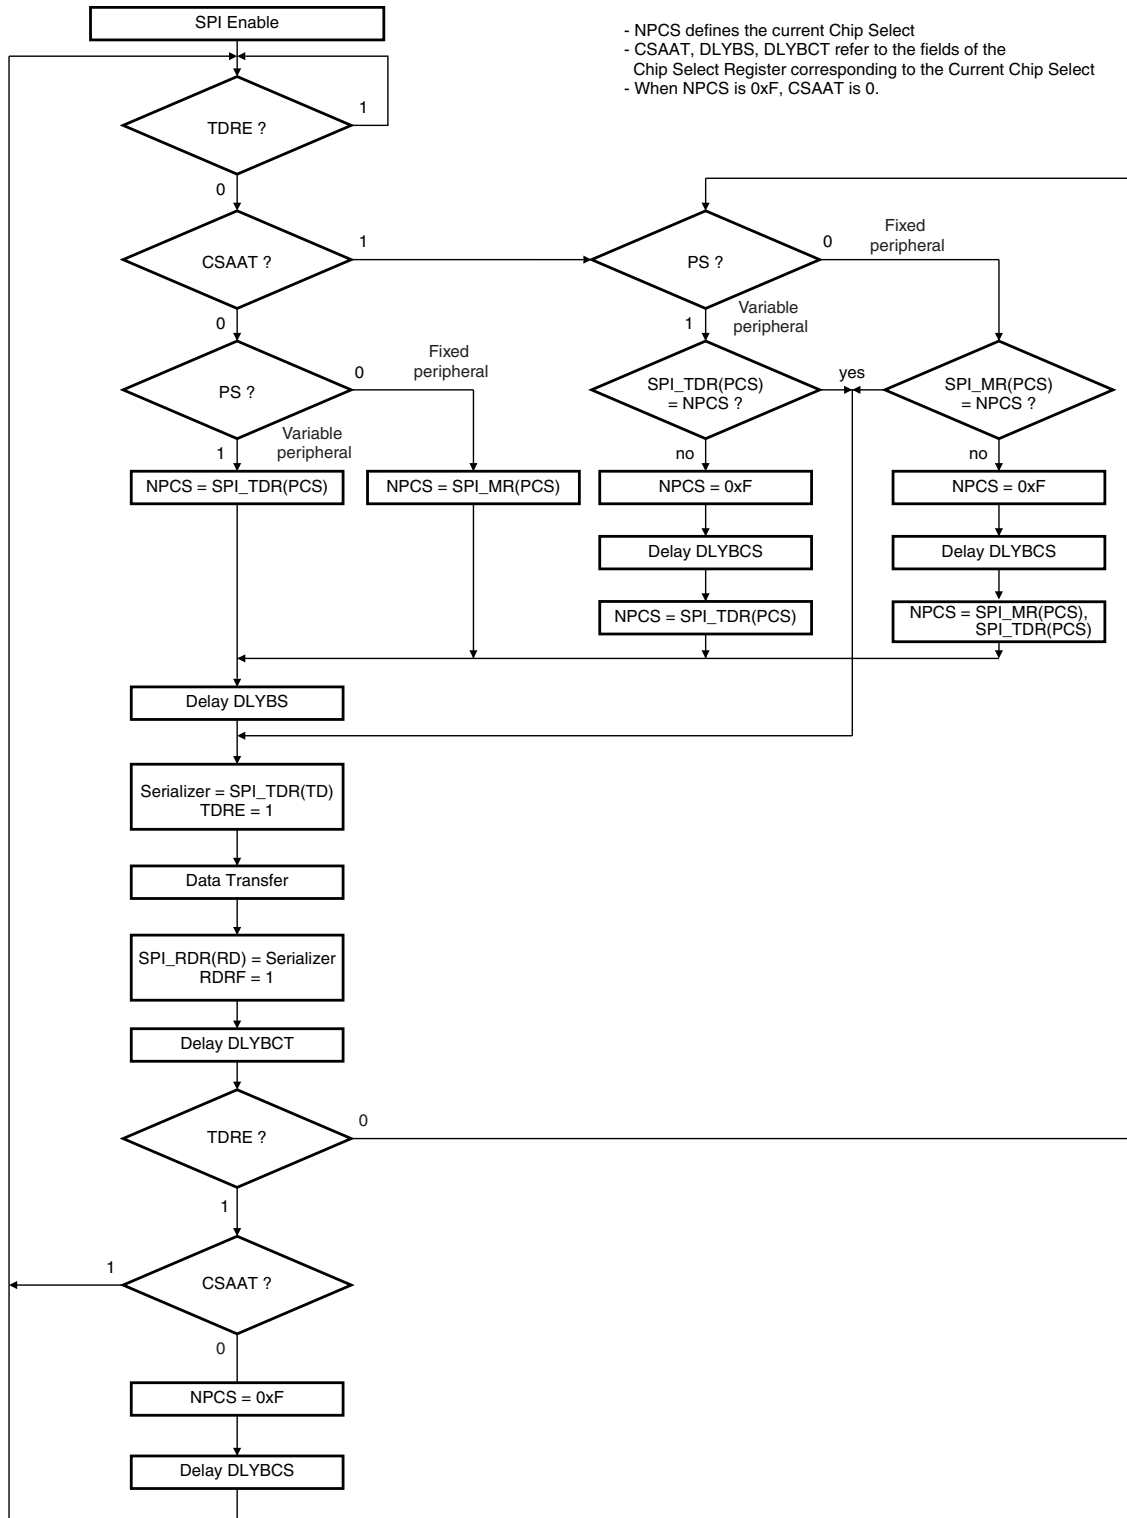 SPI Enable
- NPCS defines the current Chip Select
- CSAAT, DLYBS, DLYBCT refer to the fields of the
Chip Select Register corresponding to the Current Chip Select
- When NPCS is 0xF, CSAAT is 0.
TDRE ?
1
0
CSAAT ?
1
0
PS ?
0
Fixed
peripheral
1
Variable
peripheral
PS ?
0
Fixed
peripheral
1
Variable
peripheral
SPI_TDR(PCS)
= NPCS ?
yes
SPI_MR(PCS)
= NPCS ?
no
no
NPCS = SPI_TDR(PCS)
NPCS = SPI_MR(PCS)
NPCS = 0xF
NPCS = 0xF
Delay DLYBCS
Delay DLYBCS
NPCS = SPI_TDR(PCS)
NPCS = SPI_MR(PCS),
SPI_TDR(PCS)
Delay DLYBS
Serializer = SPI_TDR(TD)
TDRE = 1
Data Transfer
SPI_RDR(RD) = Serializer
RDRF = 1
Delay DLYBCT
TDRE ?
0
1
CSAAT ?
1
0
NPCS = 0xF
Delay DLYBCS